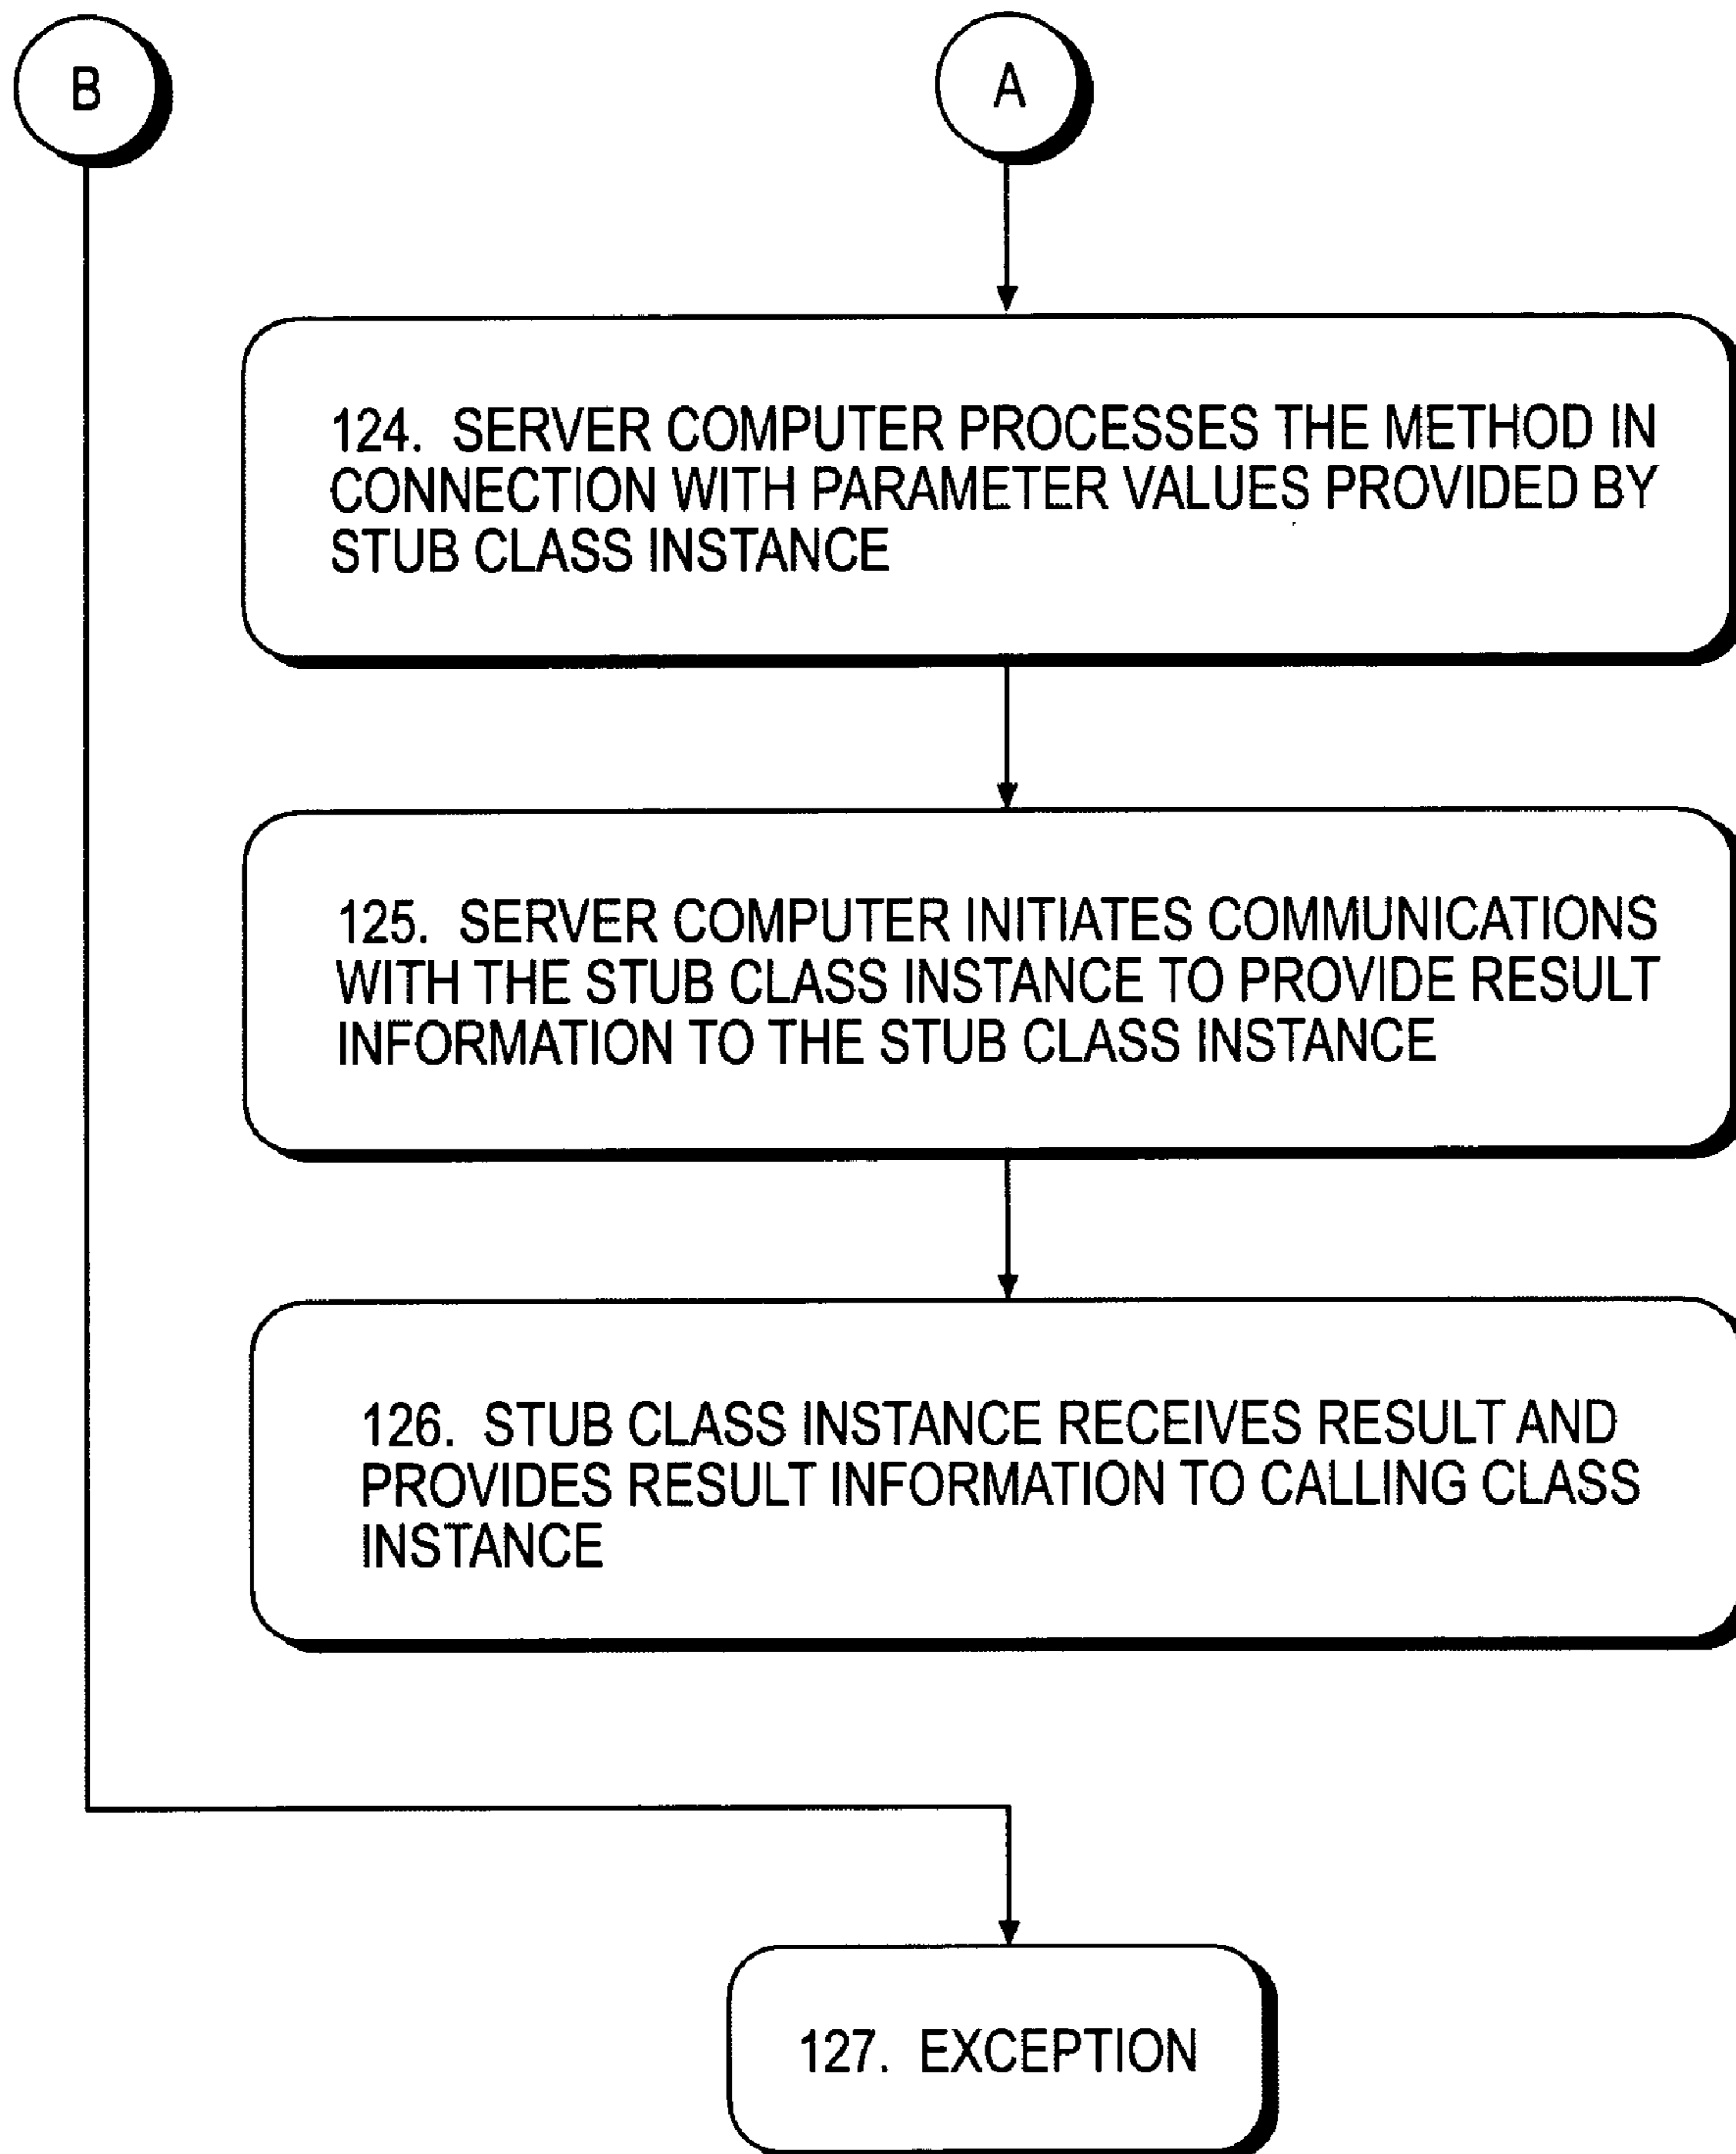 B
A
124. SERVER COMPUTER PROCESSES THE METHOD IN
CONNECTION WITH PARAMETER VALUES PROVIDED BY
STUB CLASS INSTANCE
125. SERVER COMPUTER INITIATES COMMUNICATIONS
WITH THE STUB CLASS INSTANCE TO PROVIDE RESULT
INFORMATION TO THE STUB CLASS INSTANCE
126. STUB CLASS INSTANCE RECEIVES RESULT AND
PROVIDES RESULT INFORMATION TO CALLING CLASS
INSTANCE
127. EXCEPTION